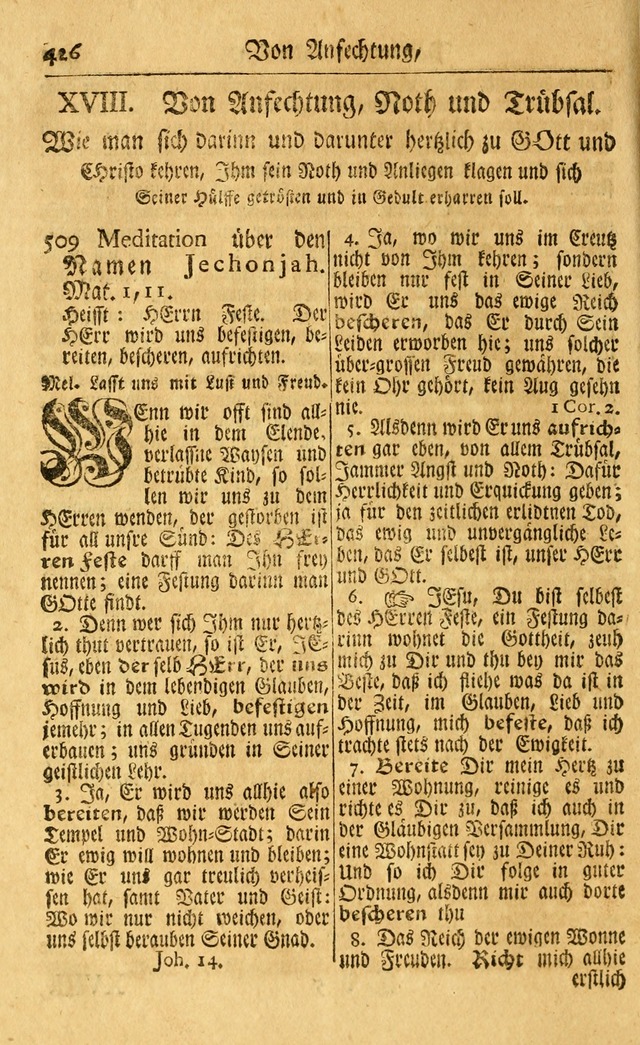 426 Von Anfechtung,
XVIII. Von Anfechtung, Noth und Trübsal.
Wie man sich darinn und darunter hertzlich zu GOtt und
Christo kehren, Ihm sein Noth und Anliegen klagen und sich
Seiner Hülffe getrösten und in Gedult erharren soll.
509 Meditation über den
Namen Jechonjah.
Mat. 1, 11.
Heisst: HErrn Feste. Der
HErr wird uns befestigen, be-
reiten, bescheren, aufrichten.
Mel. Lasst uns mit Lust und Freud.
WEnn wir offt sind all-
hie in dem Elende,
verlassne Waysen und
betrübte Kind, so sol-
len wir uns zu dem
HErren wenden, der gestorben ist
für all unsre Sünd: Des HEr-
ren Feste darff man Ihn frey
nennen; eine Festung darinn man
GOtte findt.
2. Denn wer sich Ihm nur hertz-
lich thut vertrauen, so ist Er, JE-
sus, eben der selb HErr, der uns
wird in dem lebendigen Glauben,
Hoffnung und Lieb, befestigen
jemehr; in allen Tugenden uns auf-
erbauen; uns gründen in Seiner
geistlichen Lehr.
3. Ja, Er wird uns allhie also
bereiten, daß wir werden Sein
Tempel und Wohn-Stadt; darin
Er ewig will wohnen und bleiben;
wie Er uns gar treulich verheis-
sen hat, samt Vater und Geist:
Wo wir nur nicht weichen, oder
uns selbst berauben Seiner Gnad.
Joh. 14.
4. Ja, wo wir uns im Creutz
nicht von Ihm kehren; sondern
bleiben nur fest in Seiner Lieb,
wird Er uns das ewige Reich
bescheren, das Er durch Sein
Leiden erworben hie; uns solcher
über-grossen Freud gewähren, die
kein Ohr gehört, kein Aug gesehn
nie. 1 Cor. 2.
5. Alsdenn wird Er uns aufrich-
ten gar eben, von allem Trübsal,
Jammer Angst und Noth: Dafür
Herrlichkeit und Erquickung geben;
ja für den zeitlichen erlidtnen Tod,
das ewig und unvergängliche Le-
ben, das Er selbest ist, unser HErr
und GOtt.
6. ☞ JEsu, Du bist selbest
des HErren Feste, ein Festung da-
rinn wohnet die Gottheit, zeuh
mich zu Dir und thu bey mir das
Beste, daß ich fliehe was da ist in
der Zeit, im Glauben, Lieb und
Hoffnung, mich befeste, daß ich
trachte stets nach der Ewigkeit.
7. Bereite Dir mein Hertz zu
einer Wohnung, reinige es und
richte es Dir zu, daß ich auch in
der Gläubigen Versammlung, Dir
eine Wohnstatt sey zu Deiner Ruh:
Und so ich Dir folge in guter
Ordnung, alsdenn mir auch dorte
bescheren thu
8. Das Reich der ewigen Wonne
und Freuden. Richt mich allhie
erstlich